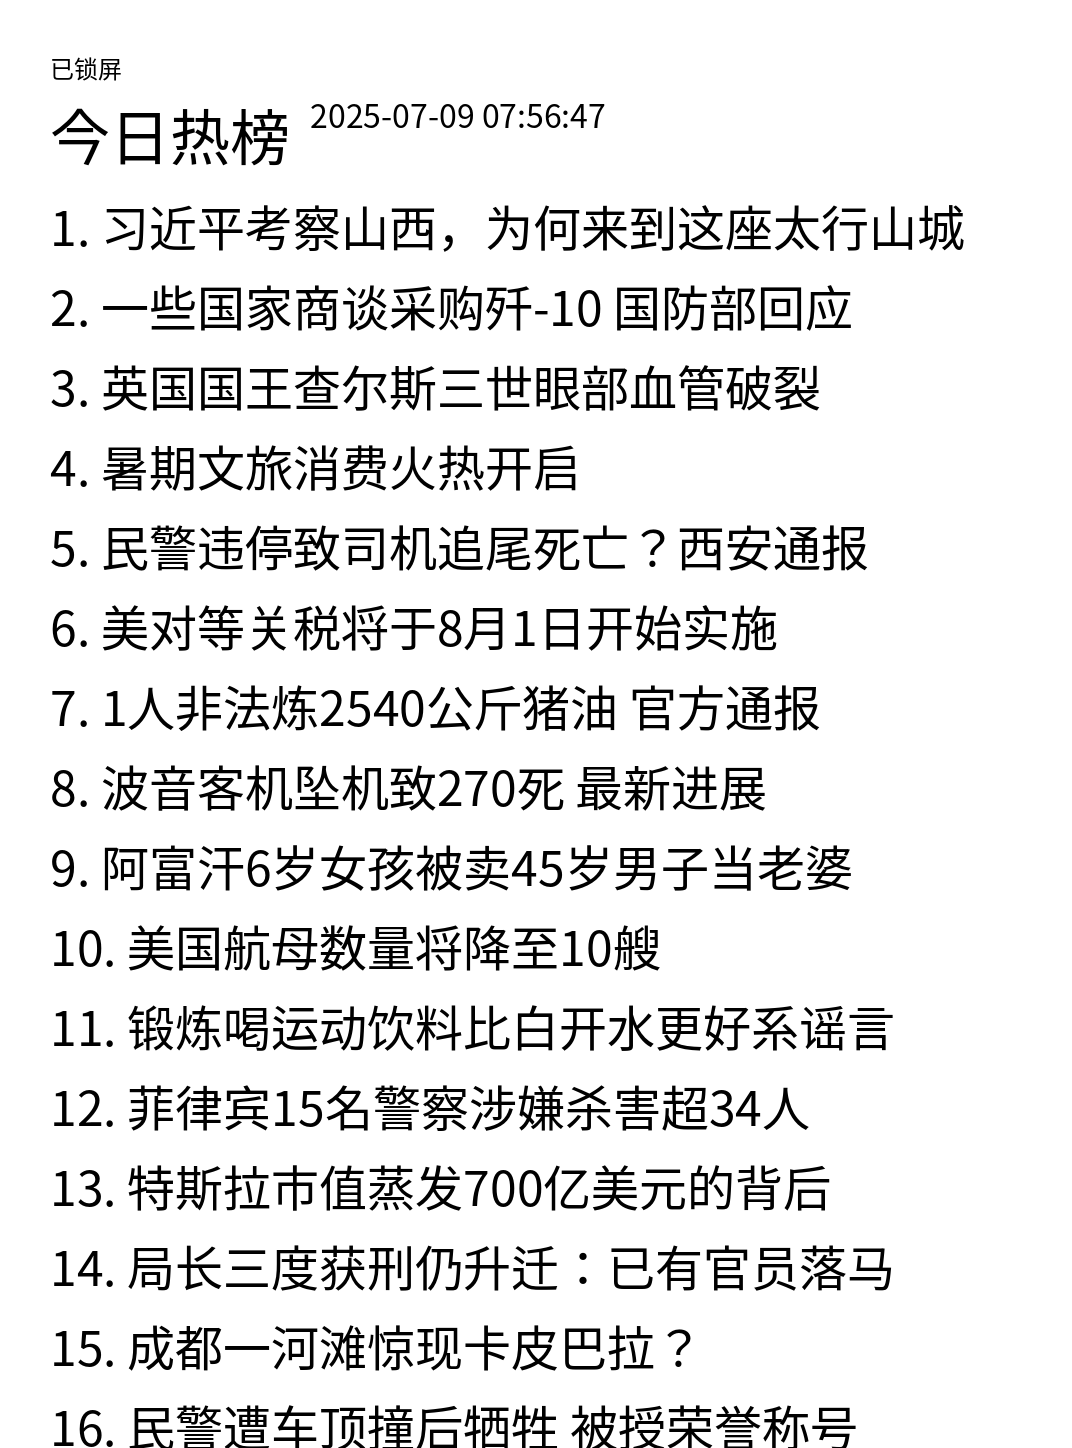 已锁屏
今日热榜 2025-07-09 07:56:47
1. 习近平考察山西，为何来到这座太行山城
2. 一些国家商谈采购歼-10 国防部回应
3. 英国国王查尔斯三世眼部血管破裂
4. 暑期文旅消费火热开启
5. 民警违停致司机追尾死亡？西安通报
6. 美对等关税将于8月1日开始实施
7. 1人非法炼2540公斤猪油 官方通报
8. 波音客机坠机致270死 最新进展
9. 阿富汗6岁女孩被卖45岁男子当老婆
10. 美国航母数量将降至10艘
11. 锻炼喝运动饮料比白开水更好系谣言
12. 菲律宾15名警察涉嫌杀害超34人
13. 特斯拉市值蒸发700亿美元的背后
14. 局长三度获刑仍升迁：已有官员落马
15. 成都一河滩惊现卡皮巴拉？
16. 民警遭车顶撞后牺牲 被授荣誉称号